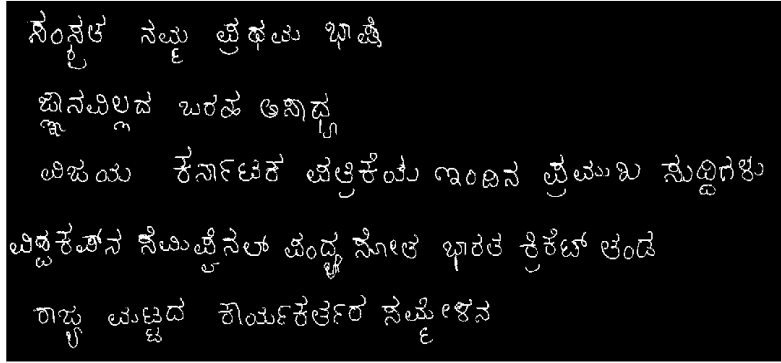 ಸಂಸ್ಕೃತ ನಮ್ಮ ಪ್ರಥಮ ಭಾಷೆ
ಜ್ಞಾನವಿಲ್ಲದ ಬರಹ ಅಸಾಧ್ಯ
ವಿಜಯ ಕರ್ನಾಟಕ ಪತ್ರಿಕೆಯ ಇಂದಿನ ಪ್ರಮುಖ ಸುದ್ದಿಗಳು
ವಿಶ್ವಕಪ್‌ನ ಸೆಮಿಫೈನಲ್ ಪಂದ್ಯ ಸೋತ ಭಾರತ ಕ್ರಿಕೆಟ್ ತಂಡ
ರಾಜ್ಯ ಮಟ್ಟದ ಕಾರ್ಯಕರ್ತರ ಸಮ್ಮೇಳನ